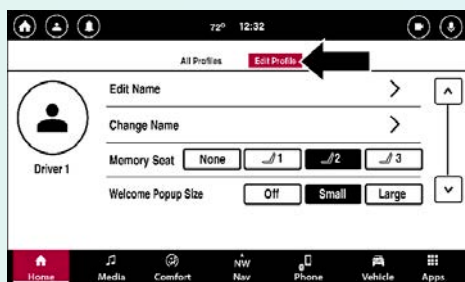 72° 12:32
All Profiles Edit Profile
Edit Name
Change Name
Driver 1
Memory Seat None 1 2 3
Welcome Popup Size Off Small Large
NW
Home Media Comfort Nav Phone Vehicle Apps